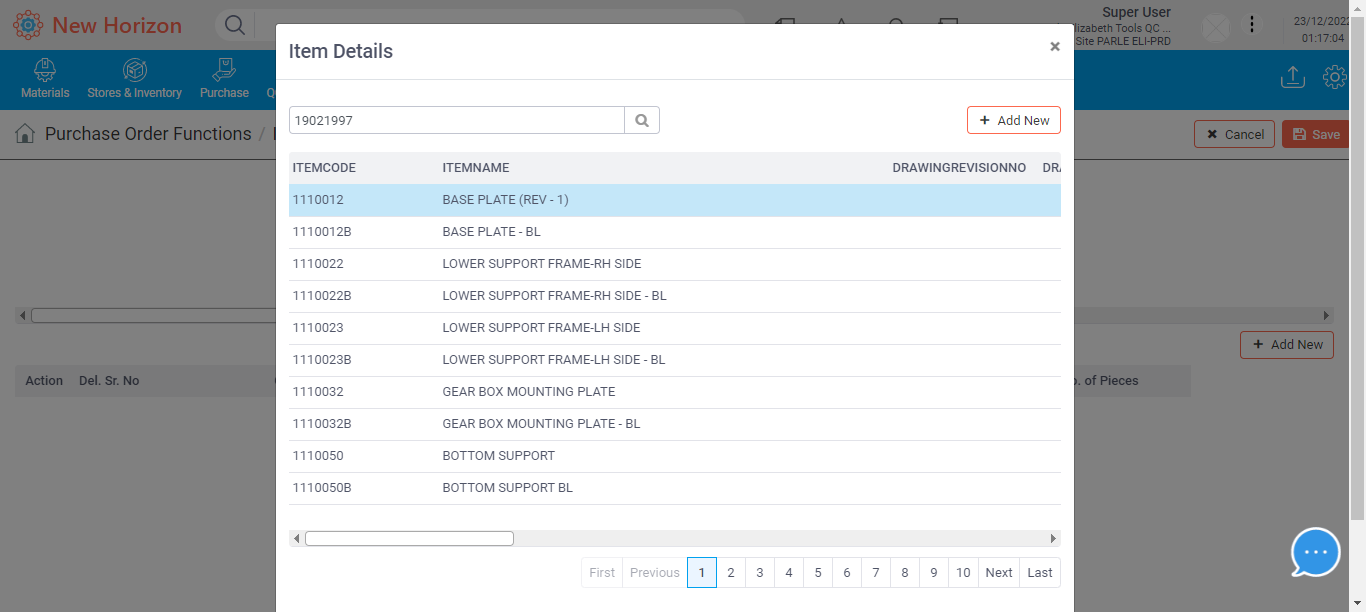 New Horizon
Super User
lizabeth Tools QC ...
Site PARLE ELI-PRD
23/12/202
01:17:04
Materials
Stores & Inventory
Purchase
Purchase Order Functions /
Cancel
Save
Item Details
×
19021997
+ Add New
ITEMCODE ITEMNAME DRAWINGREVISIONNO DRA
1110012 BASE PLATE (REV - 1)
1110012B BASE PLATE - BL
1110022 LOWER SUPPORT FRAME-RH SIDE
1110022B LOWER SUPPORT FRAME-RH SIDE - BL
1110023 LOWER SUPPORT FRAME-LH SIDE
1110023B LOWER SUPPORT FRAME-LH SIDE - BL
1110032 GEAR BOX MOUNTING PLATE
1110032B GEAR BOX MOUNTING PLATE - BL
1110050 BOTTOM SUPPORT
1110050B BOTTOM SUPPORT BL
First Previous 1 2 3 4 5 6 7 8 9 10 Next Last
+ Add New
Action Del. Sr. No
of Pieces